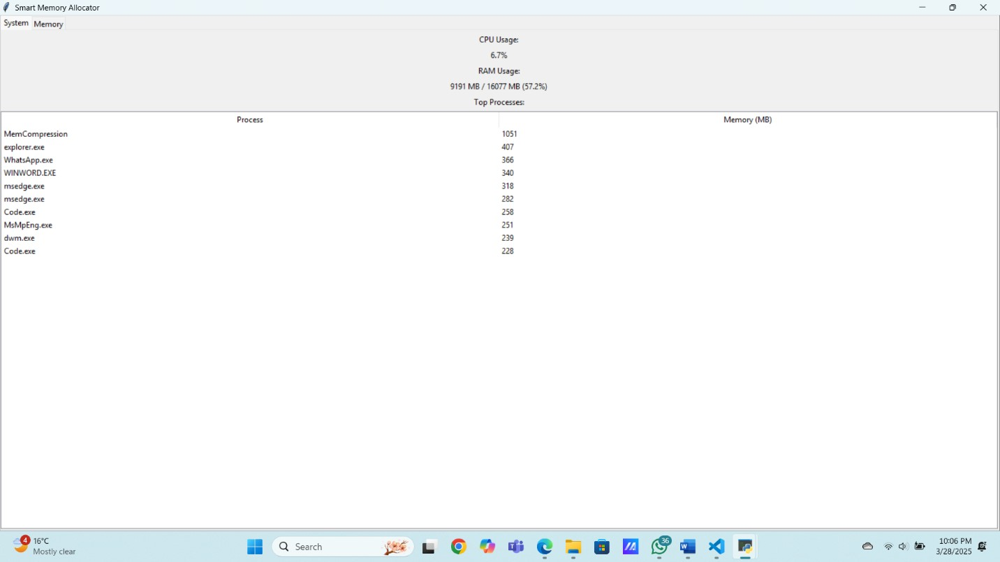 Smart Memory Allocator
System Memory
CPU Usage:
6.7%
RAM Usage:
9191 MB / 16077 MB (57.2%)
Top Processes:
Process Memory (MB)
MemCompression 1051
explorer.exe 407
WhatsApp.exe 366
WINWORD.EXE 340
msedge.exe 318
msedge.exe 282
Code.exe 258
MsMpEng.exe 251
dwm.exe 239
Code.exe 228
4 16°C
Mostly clear
Search
36
W
10:06 PM
3/28/2025